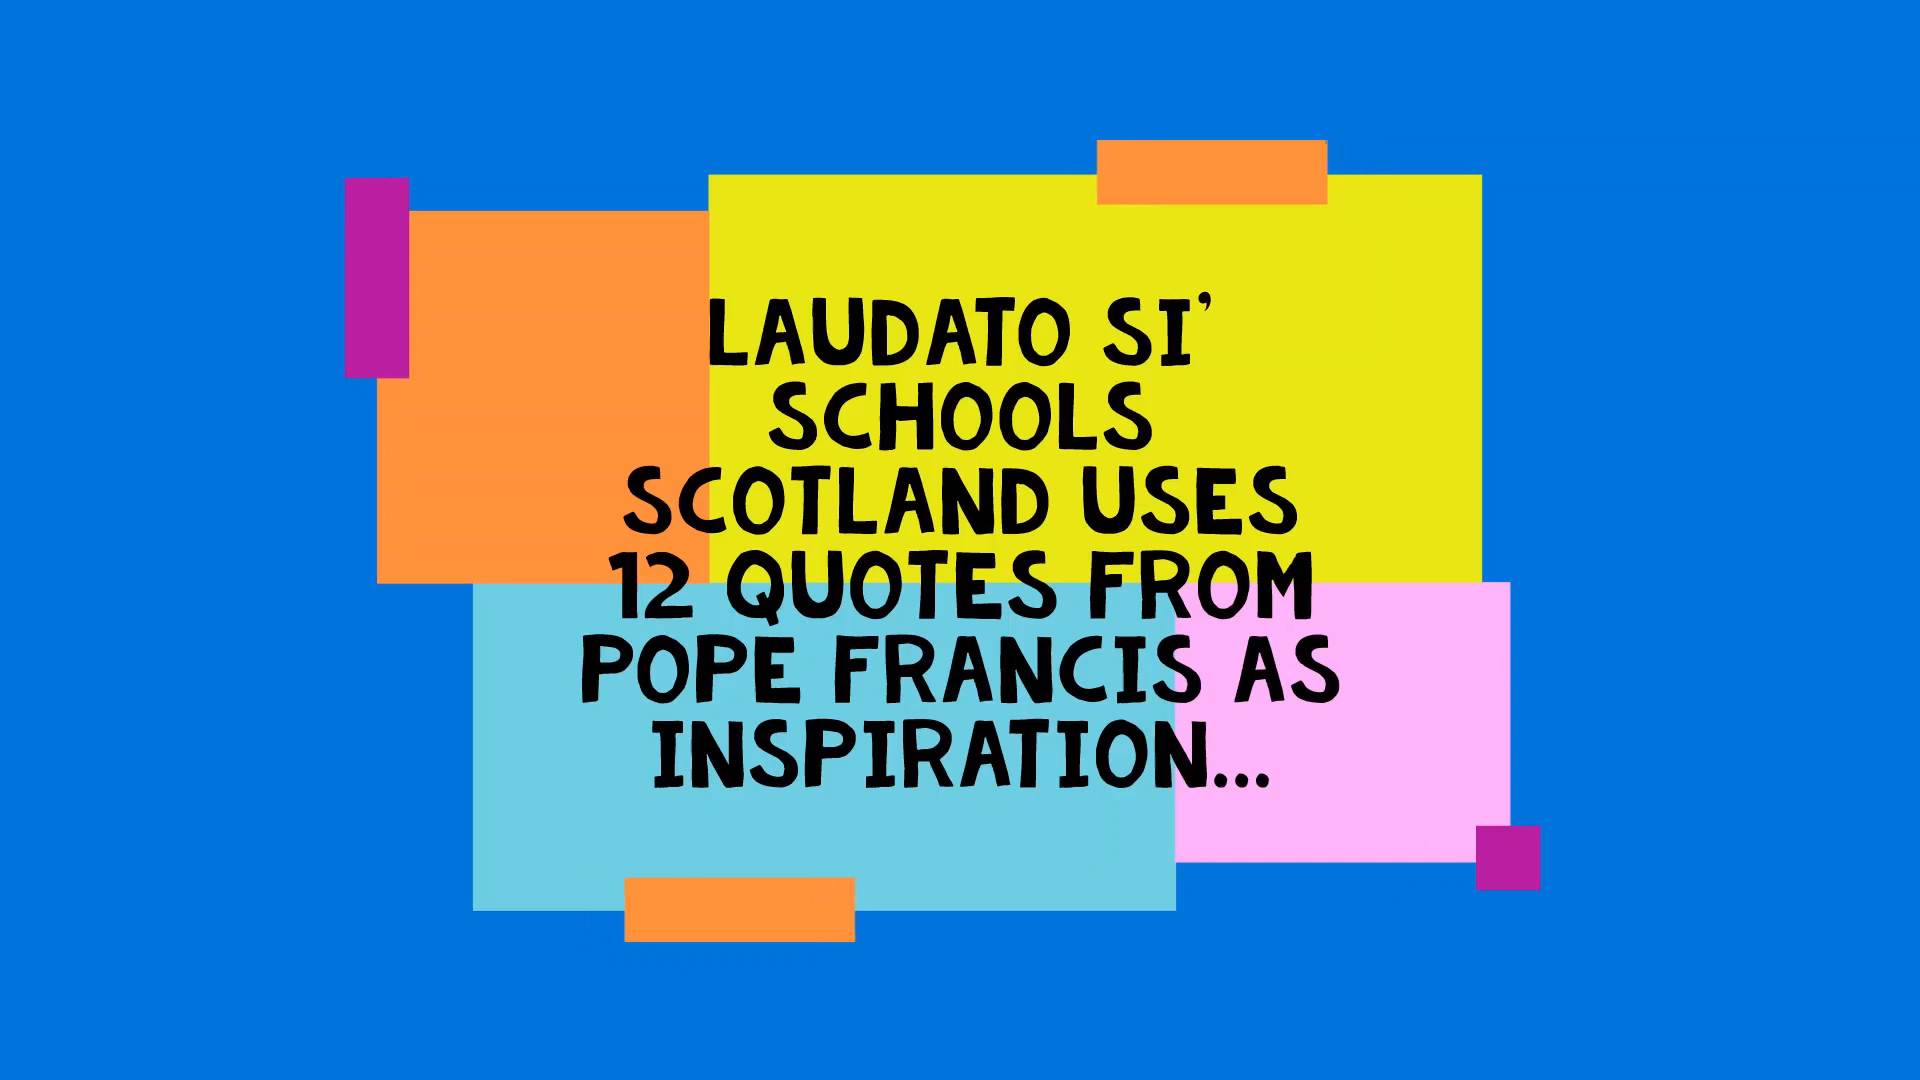 LAUDATO SI’
SCHOOLS
SCOTLAND USES
12 QUOTES FROM
POPE FRANCIS AS
INSPIRATION...